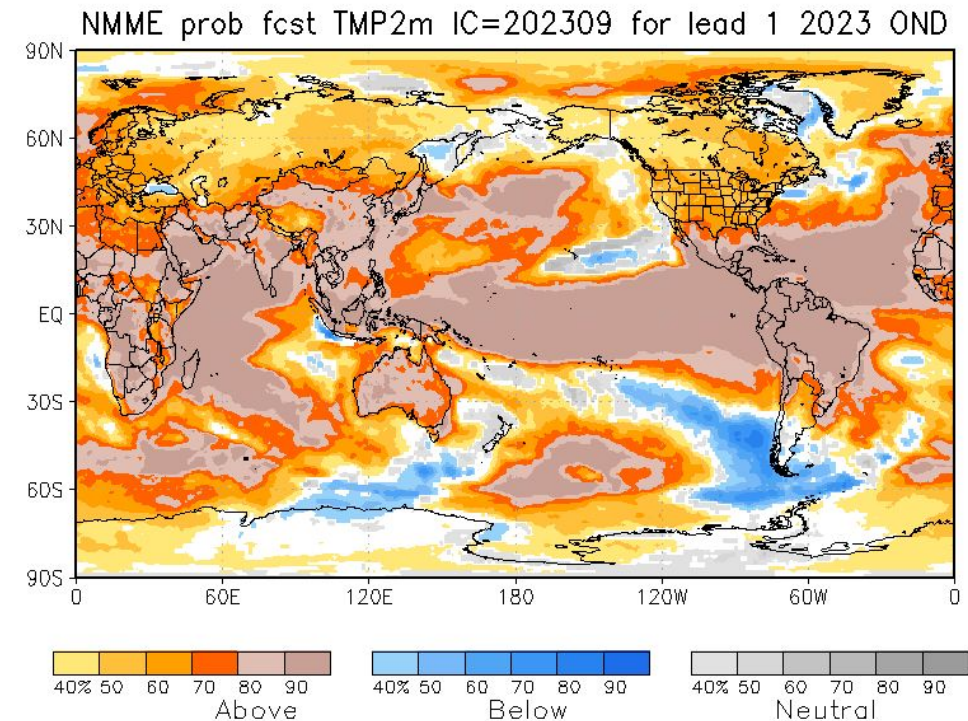 NMME prob fcst TMP2m IC=202309 for lead 1 2023 OND
90N
60N
30N
EQ
30S
60S
90S
0 60E 120E 180 120W 60W 0
40% 50 60 70 80 90 40% 50 60 70 80 90 40% 50 60 70 80 90
Above Below Neutral